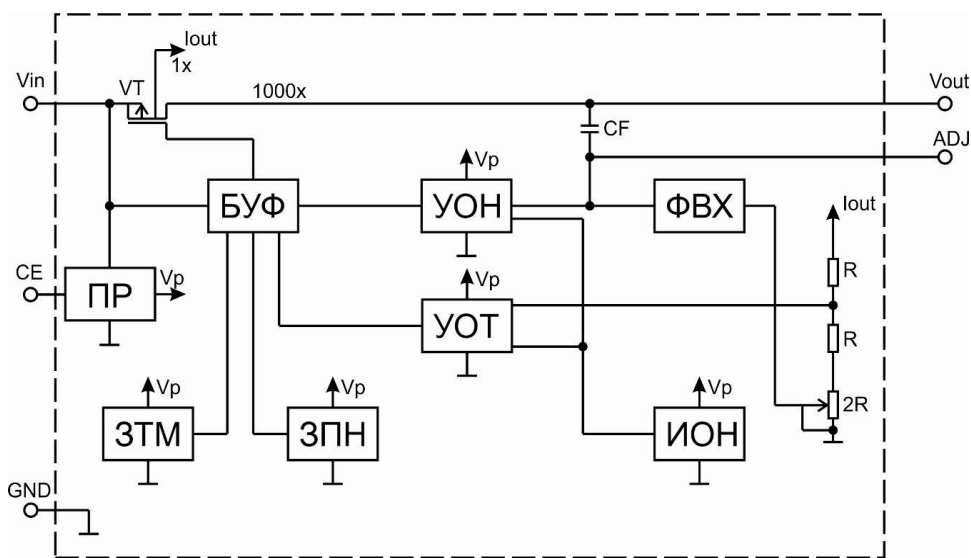 Iout
1x
Vin
VT
1000x
Vout
CF
ADJ
Vp
БУФ
УОН
ФВХ
Iout
CE
ПР
Vp
Vp
R
УОТ
R
Vp
Vp
2R
ЗТМ
ЗПН
ИОН
GND